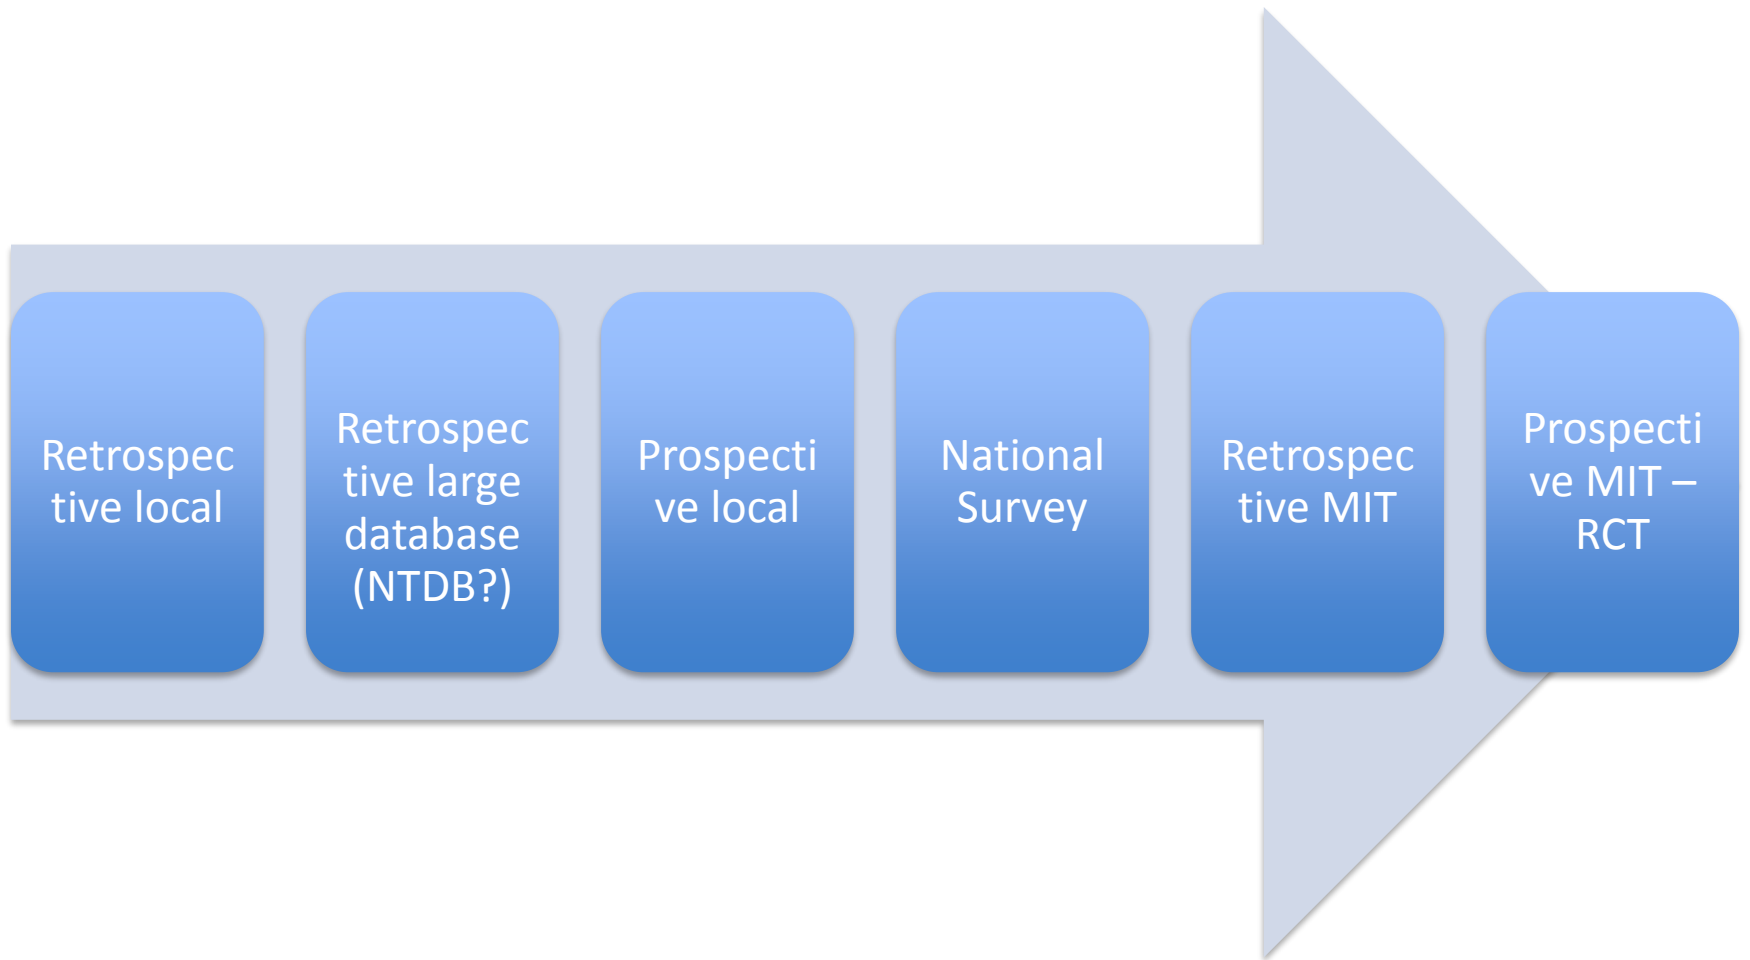 Retrospec
tive local
Retrospec
tive large
database
(NTDB?)
Prospecti
ve local
National
Survey
Retrospec
tive MIT
Prospecti
ve MIT –
RCT